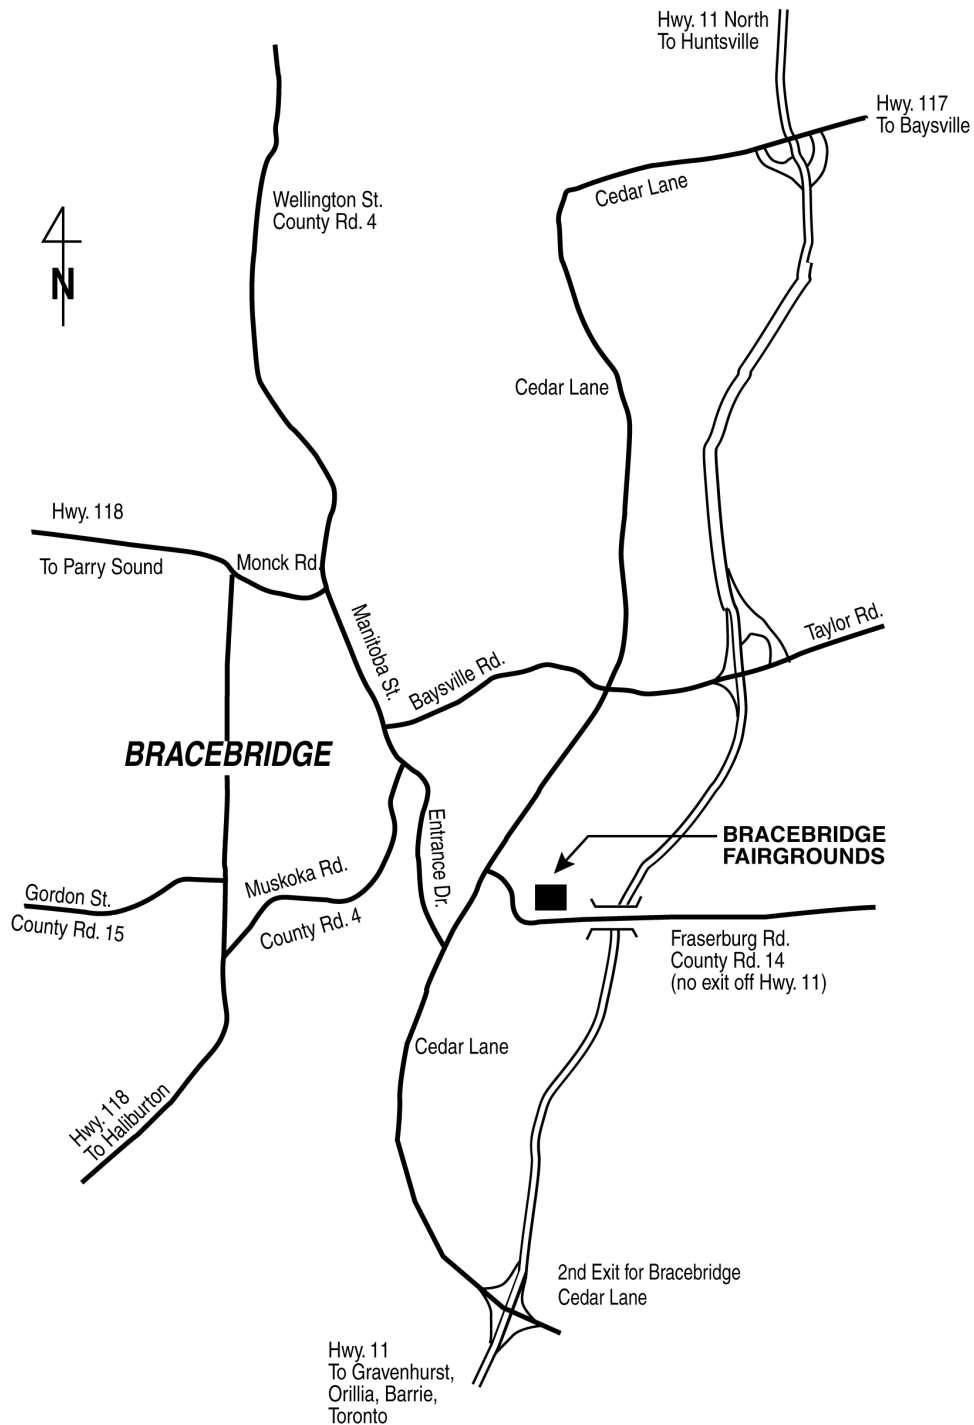 Hwy. 11 North
To Huntsville
Hwy. 117
To Baysville
Cedar Lane
Wellington St.
County Rd. 4
N
Cedar Lane
Hwy. 118
To Parry Sound
Monck Rd.
Manitoba St.
Baysville Rd.
Taylor Rd.
BRACEBRIDGE
Entrance Dr.
BRACEBRIDGE
FAIRGROUNDS
Muskoka Rd.
County Rd. 4
Gordon St.
County Rd. 15
Fraserburg Rd.
County Rd. 14
(no exit off Hwy. 11)
Cedar Lane
Hwy. 118
To Haliburton
2nd Exit for Bracebridge
Cedar Lane
Hwy. 11
To Gravenhurst,
Orillia, Barrie,
Toronto